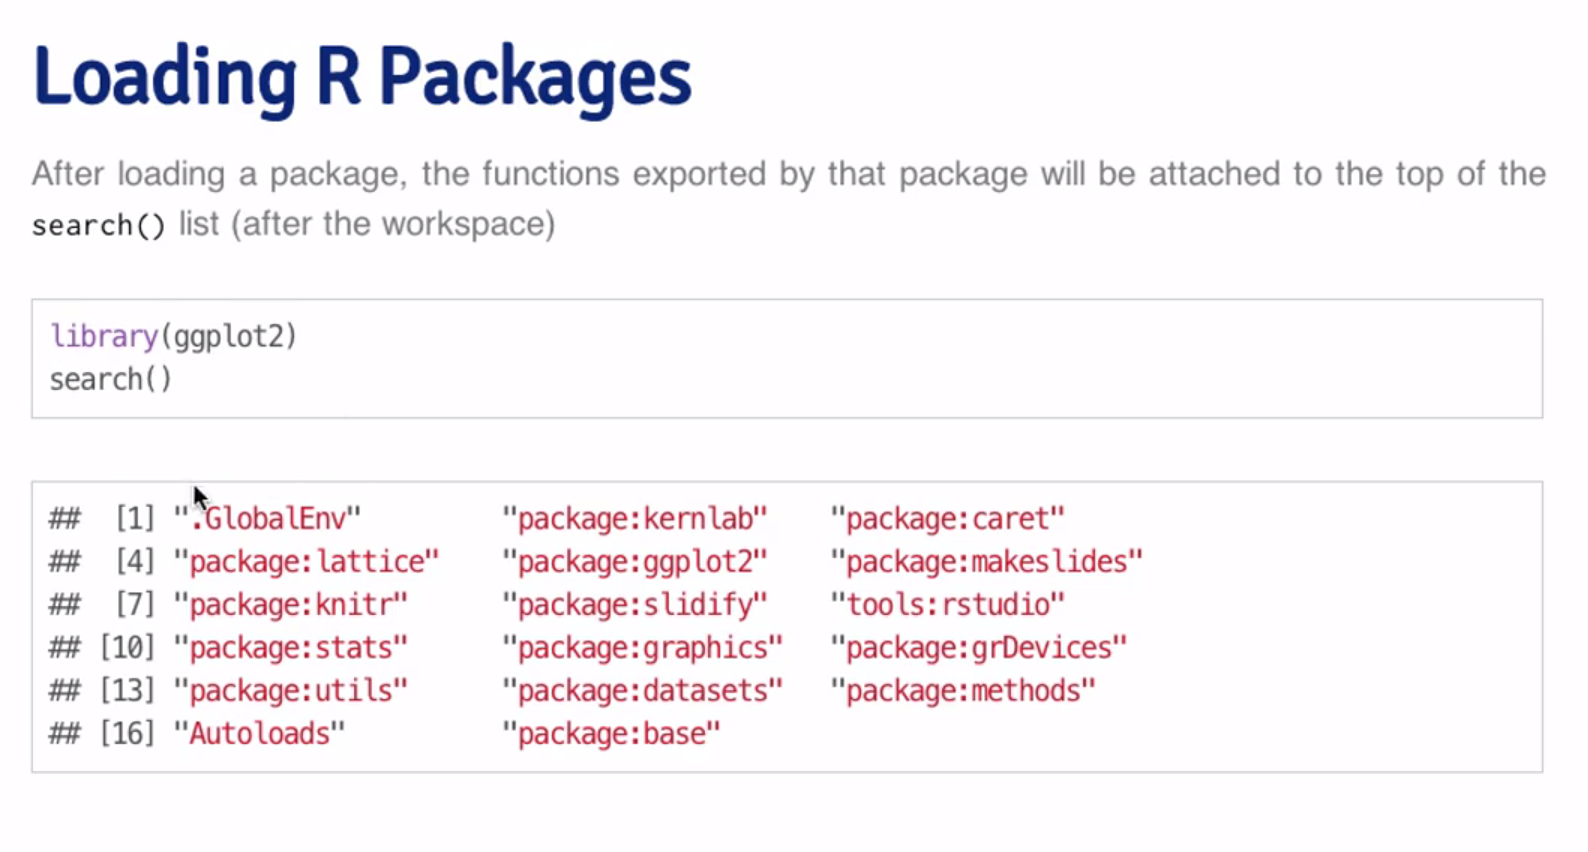 Loading R Packages
After loading a package, the functions exported by that package will be attached to the top of the
search() list (after the workspace)
library(ggplot2)
search()
##  [1] ".GlobalEnv"         "package:kernlab"    "package:caret"
##  [4] "package:lattice"    "package:ggplot2"    "package:makeslides"
##  [7] "package:knitr"      "package:slidify"    "tools:rstudio"
## [10] "package:stats"      "package:graphics"   "package:grDevices"
## [13] "package:utils"      "package:datasets"   "package:methods"
## [16] "Autoloads"          "package:base"